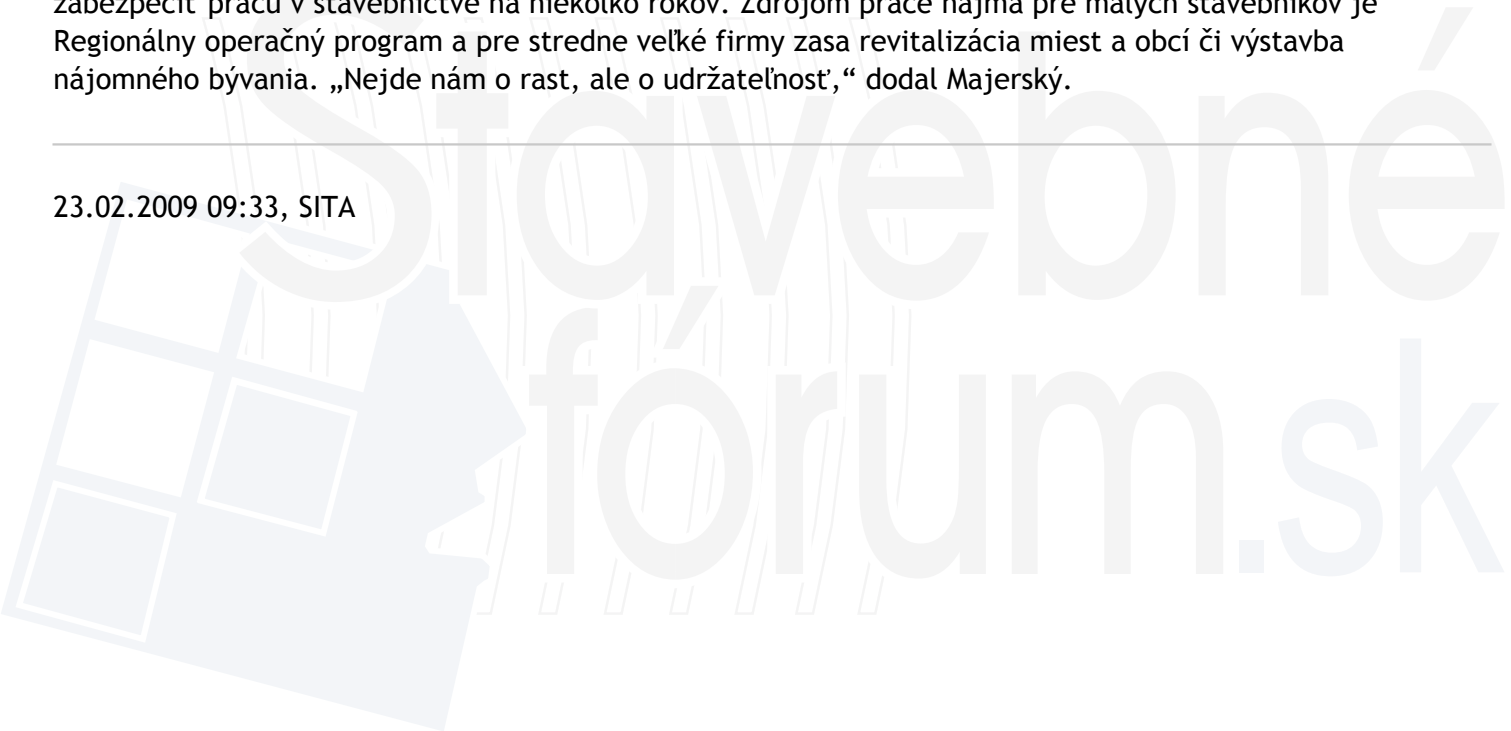 zabezpečiť prácu v stavebníctve na niekoľko rokov. Zdrojom práce najmä pre malých stavebníkov je
Regionálny operačný program a pre stredne veľké firmy zasa revitalizácia miest a obcí či výstavba
nájomného bývania. „Nejde nám o rast, ale o udržateľnosť,“ dodal Majerský.
23.02.2009 09:33, SITA
Stavebné
fórum.sk